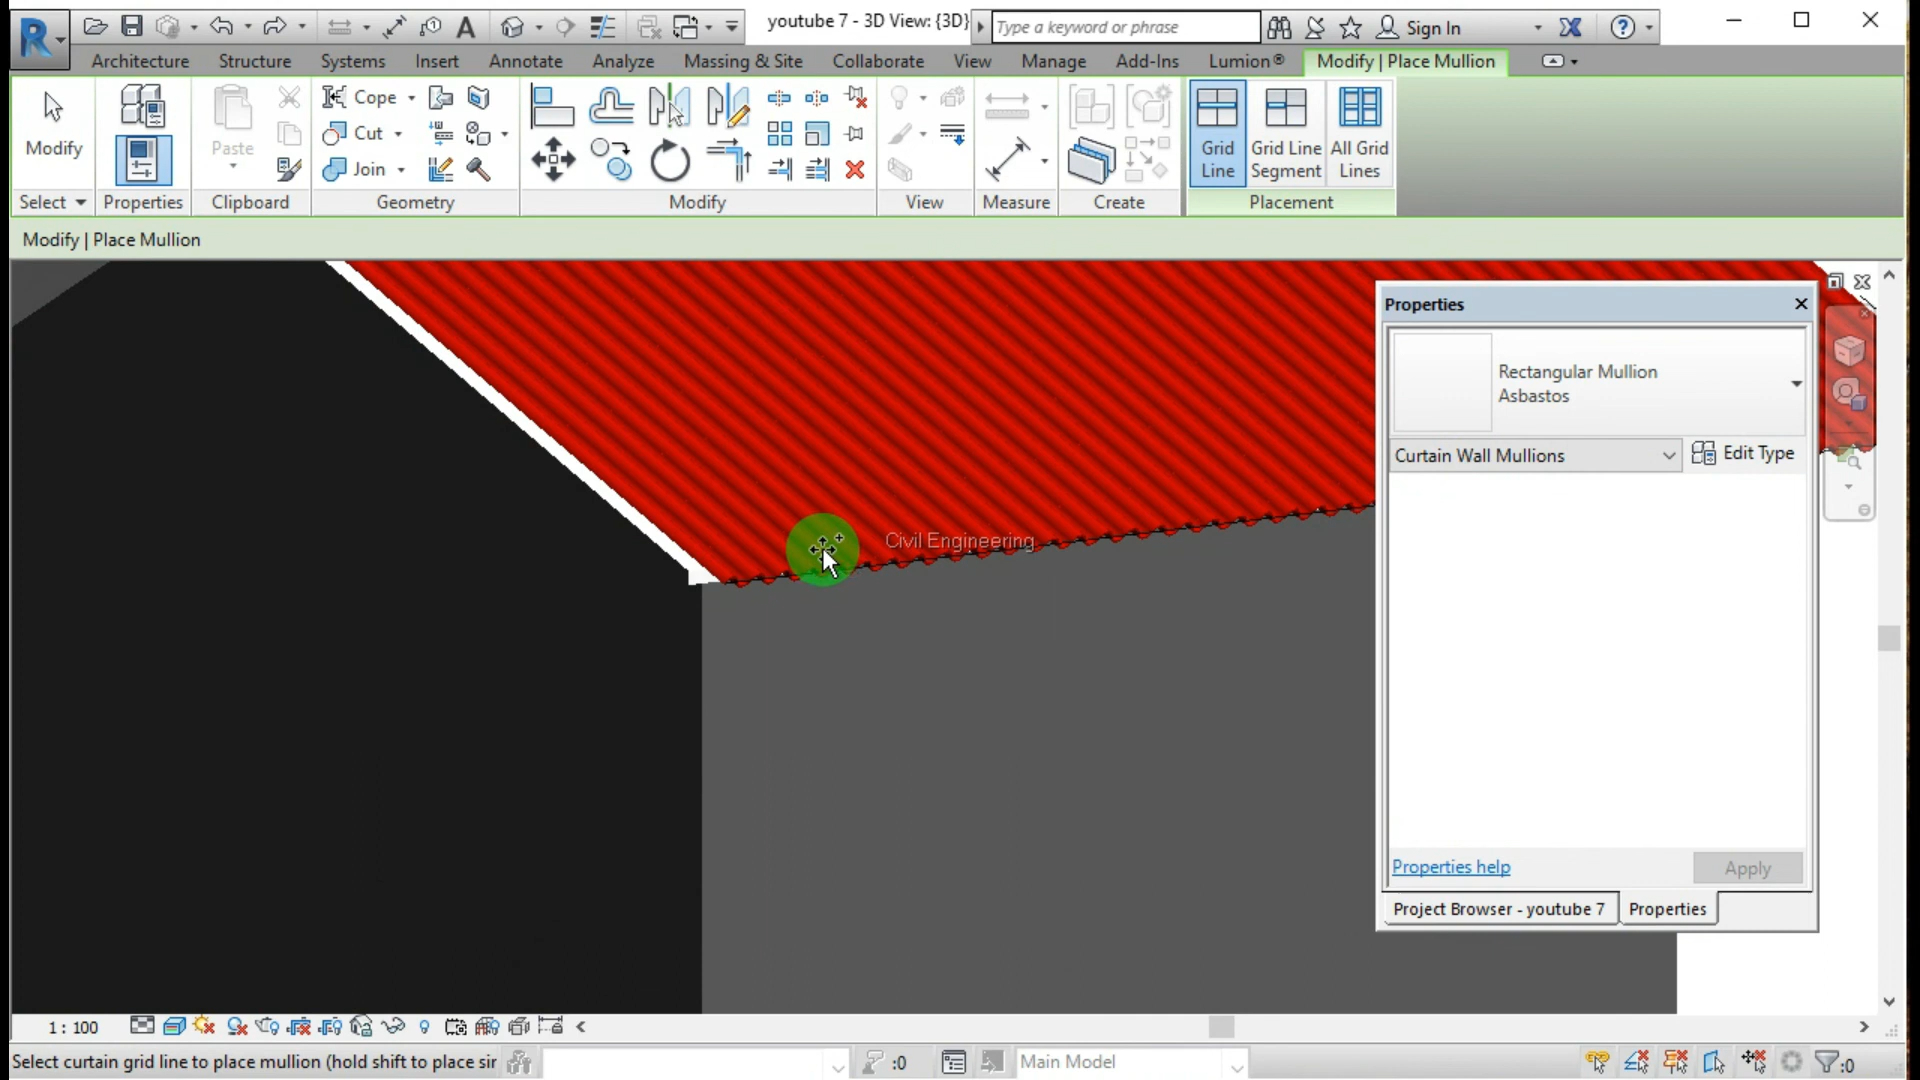 youtube 7 - 3D View: {3D}
Type a keyword or phrase
Sign In
Architecture
Structure
Systems
Insert
Annotate
Analyze
Massing & Site
Collaborate
View
Manage
Add-Ins
Lumion®
Modify | Place Mullion
Modify
Paste
Cope
Cut
Join
Grid Line
Grid Line Segment
All Grid Lines
Select
Properties
Clipboard
Geometry
Modify
View
Measure
Create
Placement
Modify | Place Mullion
Properties
Rectangular Mullion
Asbastos
Curtain Wall Mullions
Edit Type
Civil Engineering
Properties help
Apply
Project Browser - youtube 7
Properties
1 : 100
Select curtain grid line to place mullion (hold shift to place sir
:0
Main Model
:0